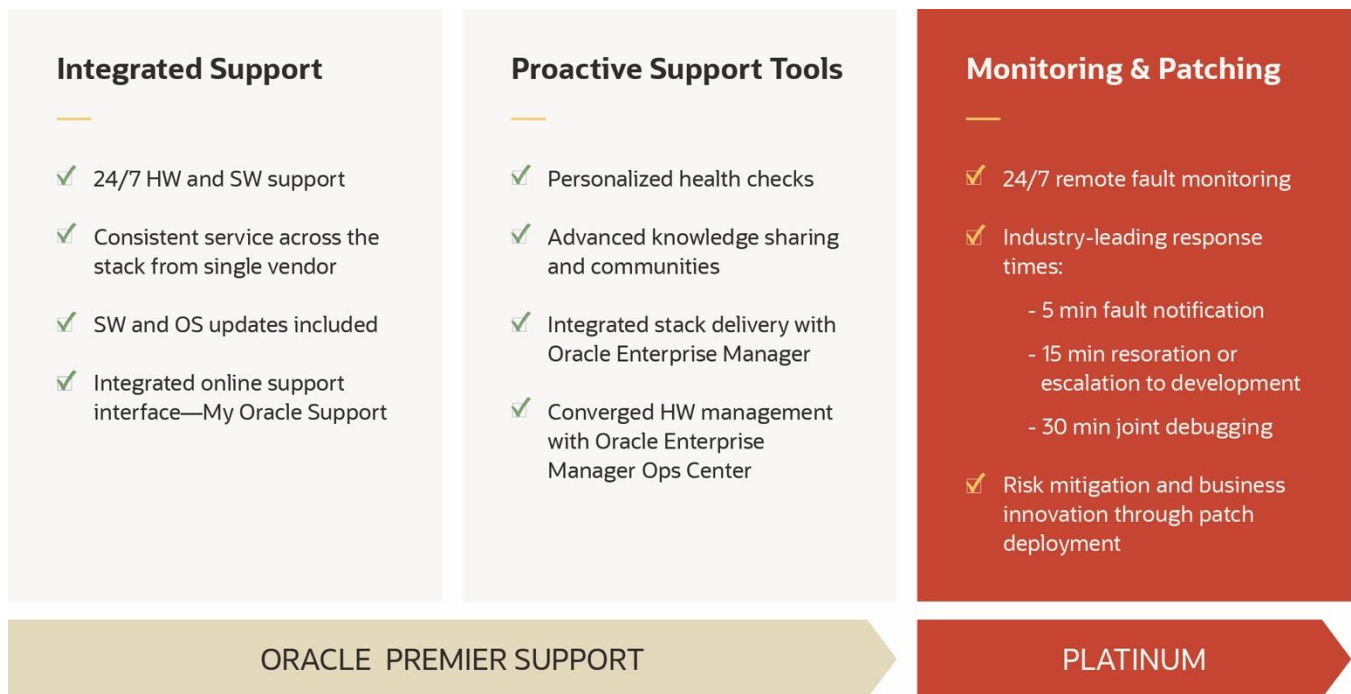 Integrated Support
24/7 HW and SW support
Consistent service across the
stack from single vendor
SW and OS updates included
Integrated online support
interface—My Oracle Support
Proactive Support Tools
Personalized health checks
Advanced knowledge sharing
and communities
Integrated stack delivery with
Oracle Enterprise Manager
Converged HW management
with Oracle Enterprise
Manager Ops Center
Monitoring & Patching
24/7 remote fault monitoring
Industry-leading response
times:
- 5 min fault notification
- 15 min resoration or
escalation to development
- 30 min joint debugging
Risk mitigation and business
innovation through patch
deployment
ORACLE PREMIER SUPPORT
PLATINUM